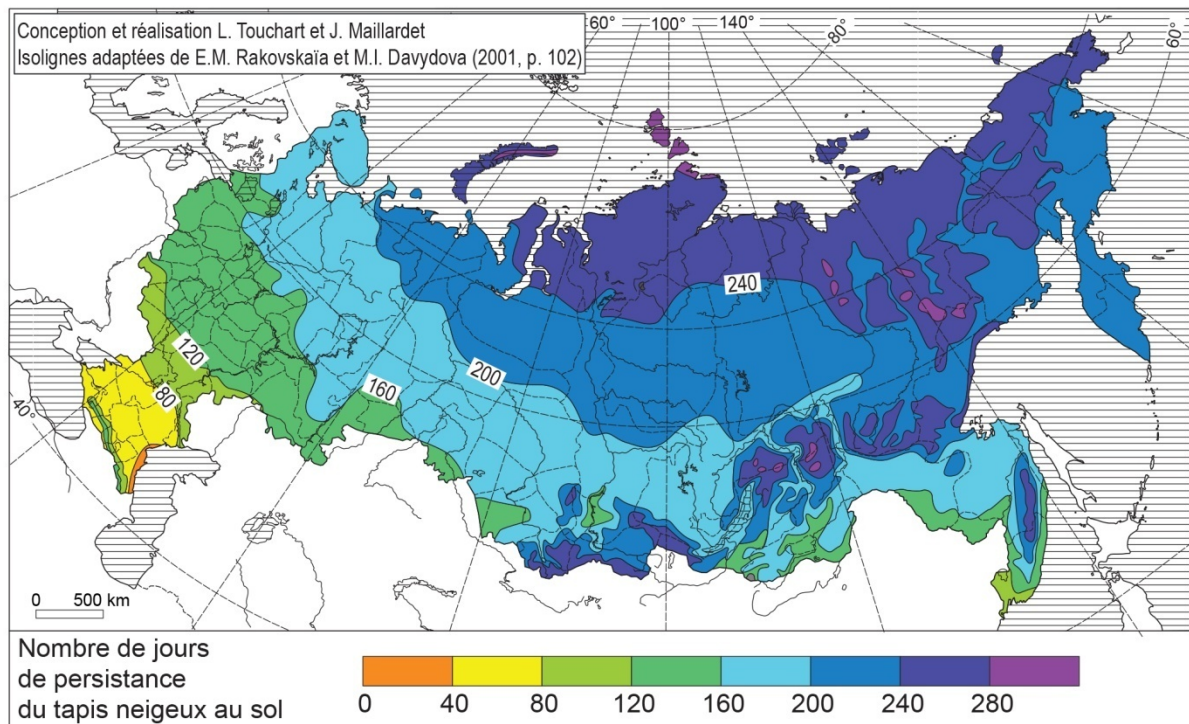 Conception et réalisation L. Touchart et J. Maillardet
Isolignes adaptées de E.M. Rakovskaïa et M.I. Davydova (2001, p. 102)
60°
100°
140°
80°
60°
240
120
80
200
160
40°
0 500 km
Nombre de jours
de persistance
du tapis neigeux au sol
0 40 80 120 160 200 240 280